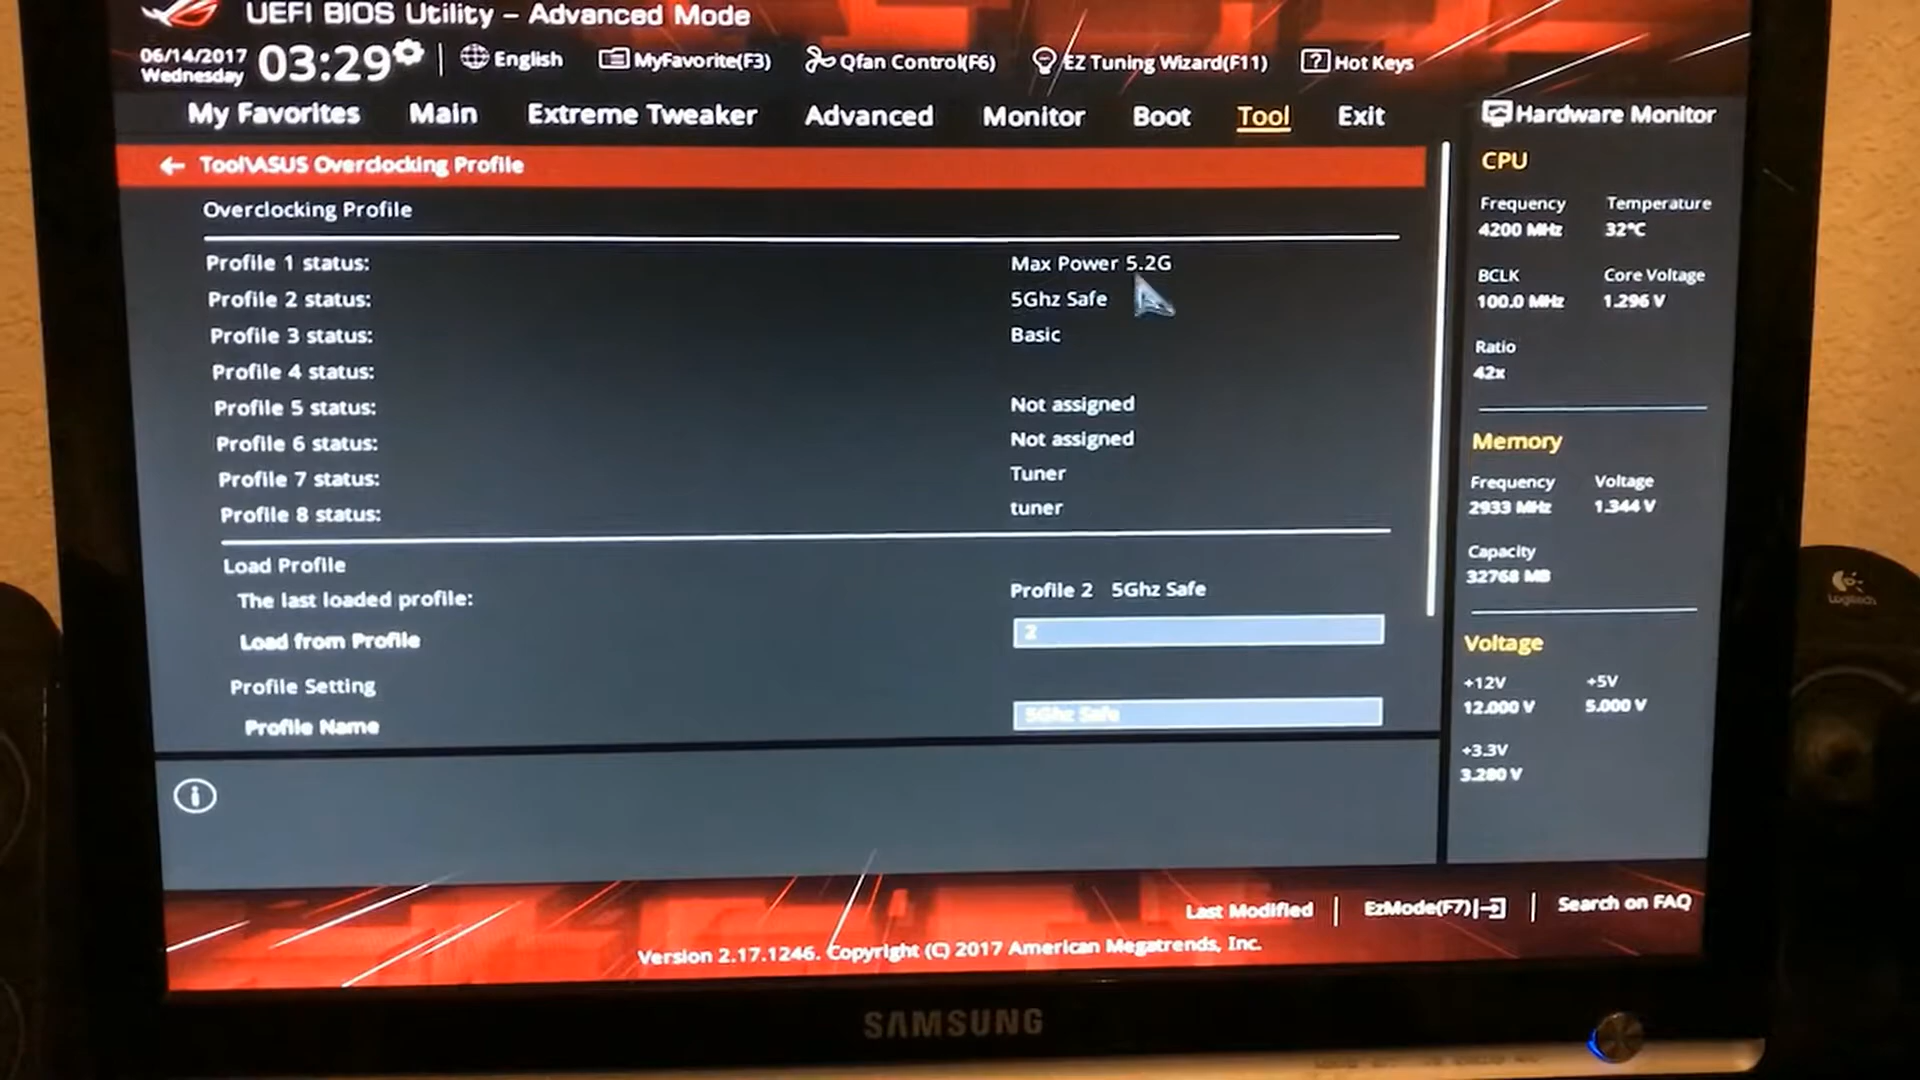 UEFI BIOS Utility – Advanced Mode
06/14/2017
Wednesday
03:29
English
MyFavorite(F3)
Qfan Control(F6)
EZ Tuning Wizard(F11)
? Hot Keys
My Favorites
Main
Extreme Tweaker
Advanced
Monitor
Boot
Tool
Exit
Tool\ASUS Overclocking Profile
Overclocking Profile
Profile 1 status: Max Power 5.2G
Profile 2 status: 5Ghz Safe
Profile 3 status: Basic
Profile 4 status:
Profile 5 status: Not assigned
Profile 6 status: Not assigned
Profile 7 status: Tuner
Profile 8 status: tuner
Load Profile
The last loaded profile: Profile 2 5Ghz Safe
Load from Profile 2
Profile Setting
Profile Name 5Ghz Safe
i
Hardware Monitor
CPU
Frequency Temperature
4200 MHz 32°C
BCLK Core Voltage
100.0 MHz 1.296 V
Ratio
42x
Memory
Frequency Voltage
2933 MHz 1.344 V
Capacity
32768 MB
Voltage
+12V +5V
12.000 V 5.000 V
+3.3V
3.280 V
Last Modified
EzMode(F7)
Search on FAQ
Version 2.17.1246. Copyright (C) 2017 American Megatrends, Inc.
SAMSUNG
Logitech